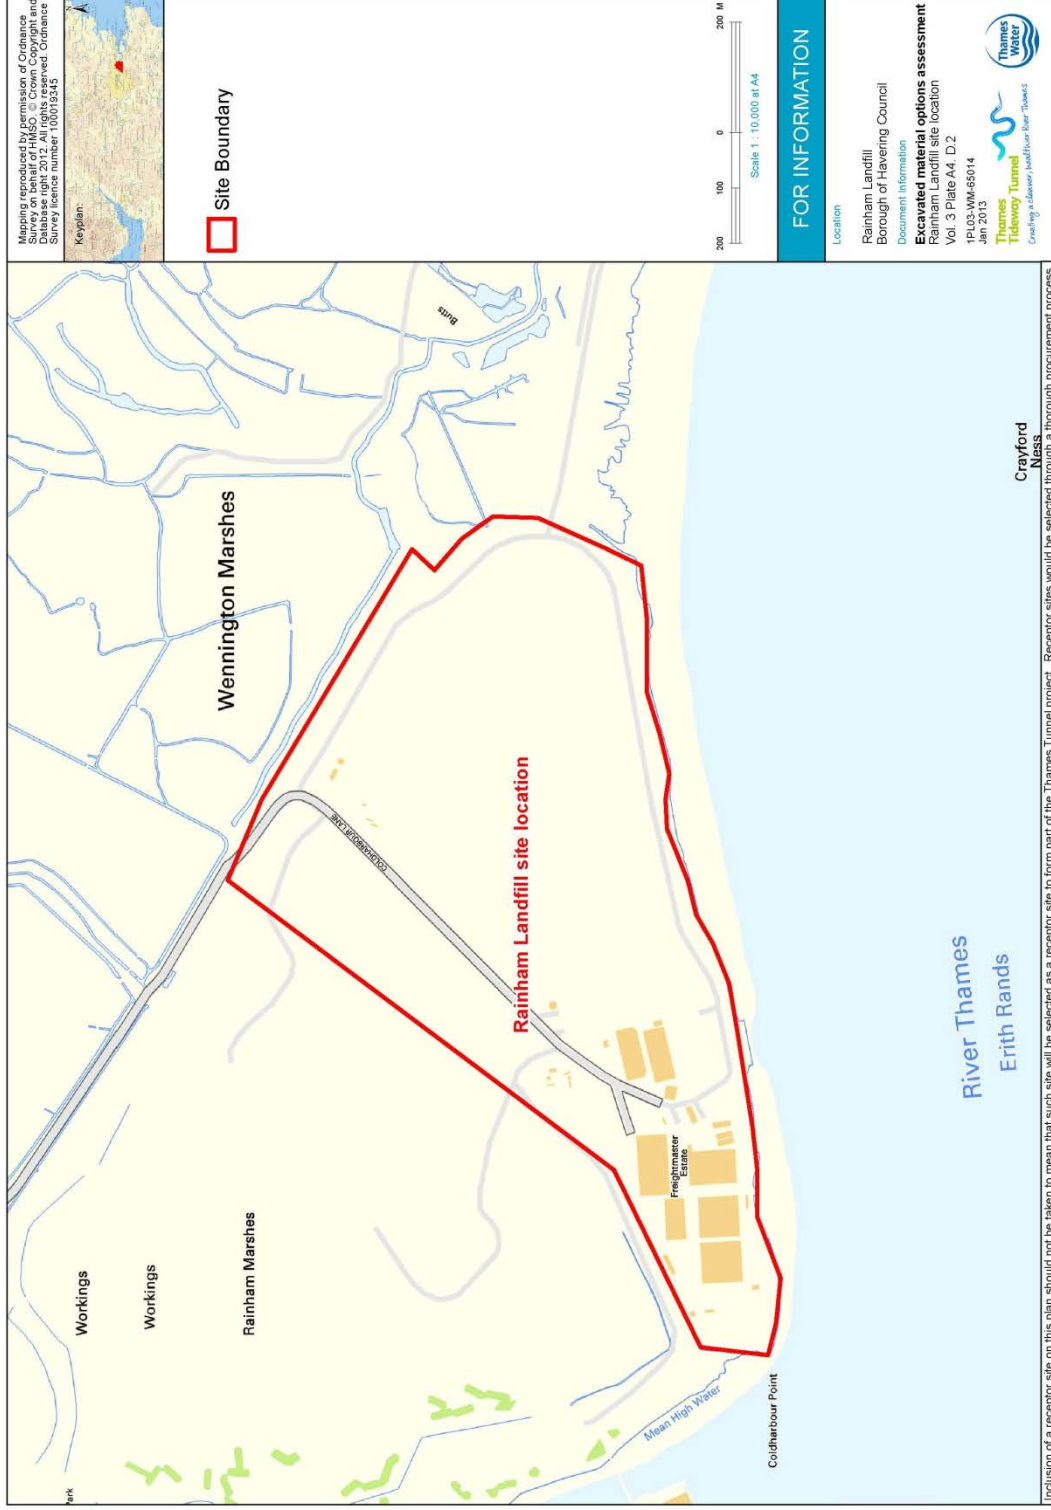 Mapping reproduced by permission of Ordnance
Survey on behalf of HMSO. © Crown Copyright and
Database right 2012. All rights reserved. Ordnance
Survey licence number 100019345
Keyplan:
Site Boundary
200
100
0
200 M
Scale 1 : 10,000 at A4
FOR INFORMATION
Location
Rainham Landfill
Borough of Havering Council
Document Information
Excavated material options assessment
Rainham Landfill site location
Vol. 3 Plate A4. D.2
1PL03-WM-65014
Jan 2013
Thames
Tideway Tunnel
Creating a cleaner, healthier River Thames
Thames
Water
Park
Workings
Workings
Rainham Marshes
Wennington Marshes
Butts
COLDHARBOUR LANE
Rainham Landfill site location
Freightmaster
Estate
Mean High Water
Coldharbour Point
River Thames
Erith Rands
Crayford
Ness
Inclusion of a receptor site on this plan should not be taken to mean that such site will be selected as a receptor site to form part of the Thames Tunnel project. Receptor sites would be selected through a thorough procurement process